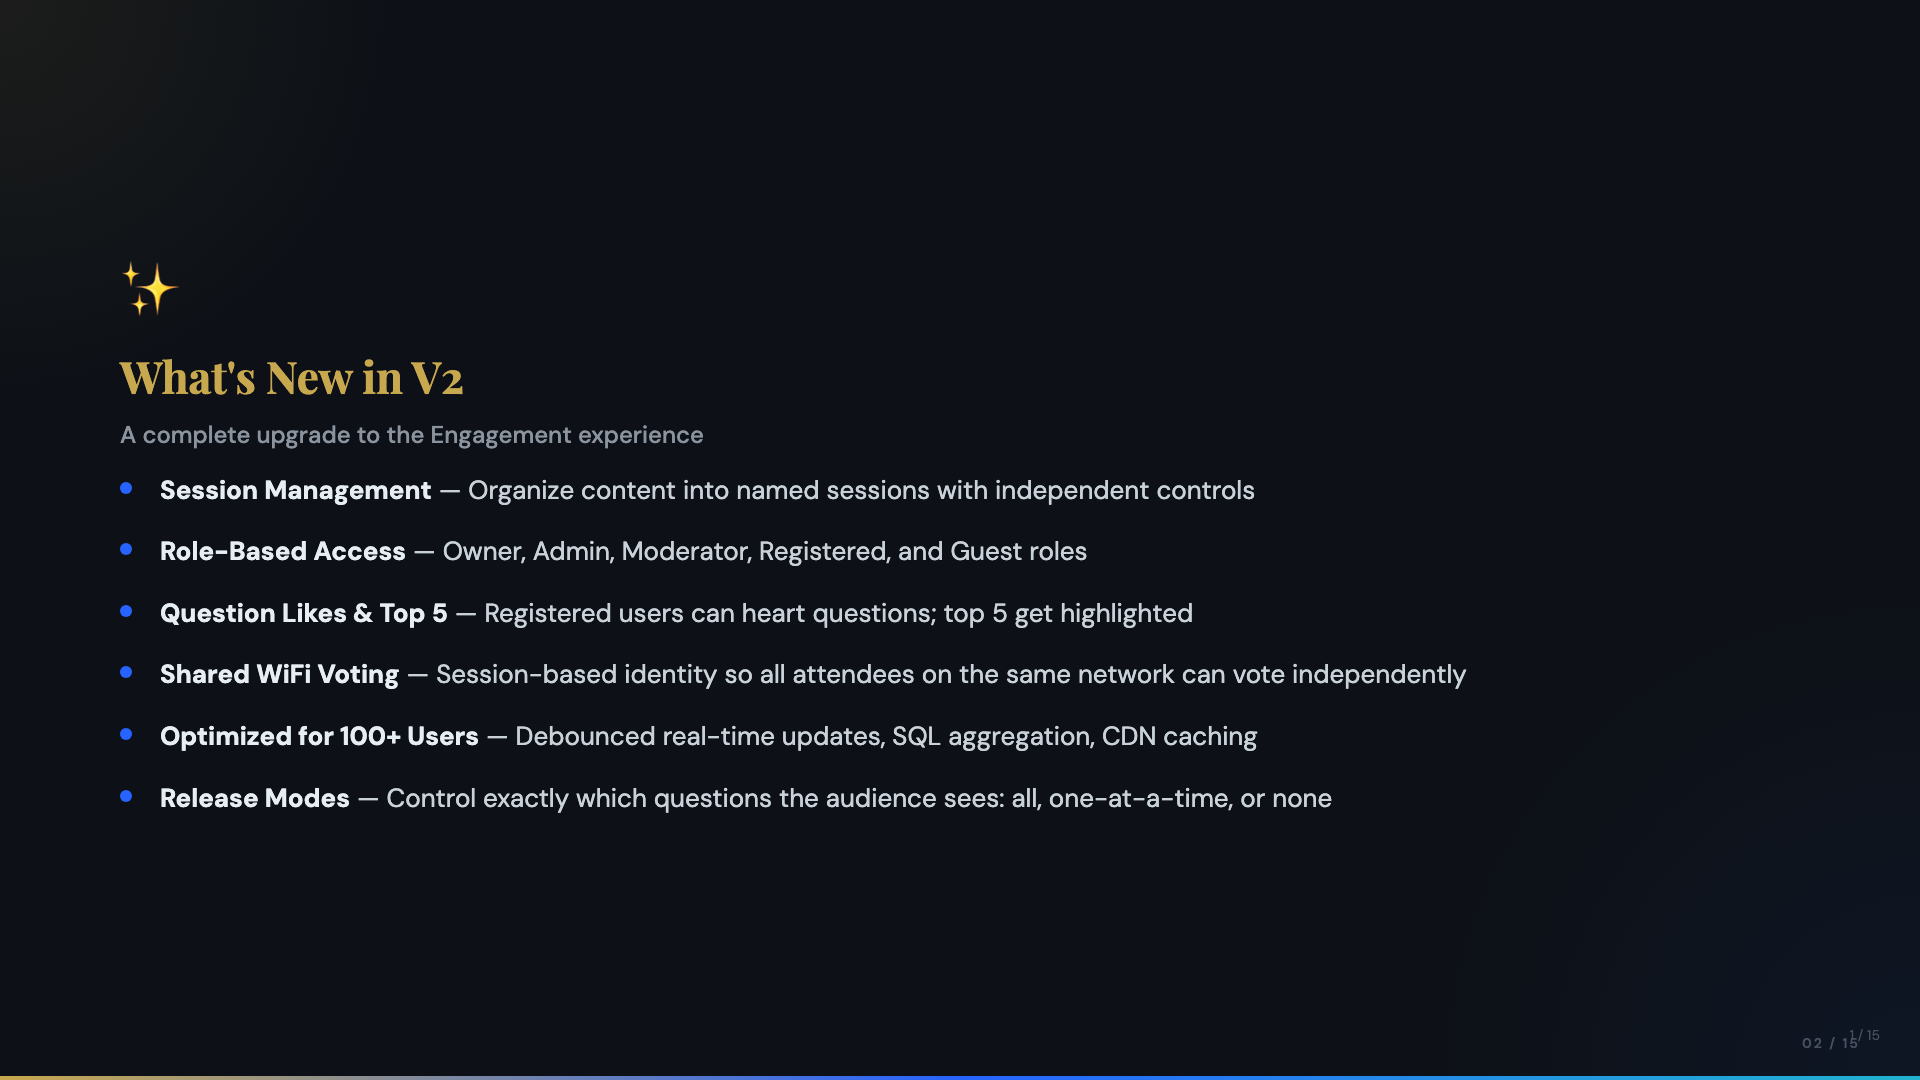 What's New in V2
A complete upgrade to the Engagement experience
Session Management — Organize content into named sessions with independent controls
Role-Based Access — Owner, Admin, Moderator, Registered, and Guest roles
Question Likes & Top 5 — Registered users can heart questions; top 5 get highlighted
Shared WiFi Voting — Session-based identity so all attendees on the same network can vote independently
Optimized for 100+ Users — Debounced real-time updates, SQL aggregation, CDN caching
Release Modes — Control exactly which questions the audience sees: all, one-at-a-time, or none
1 / 15
02 / 15